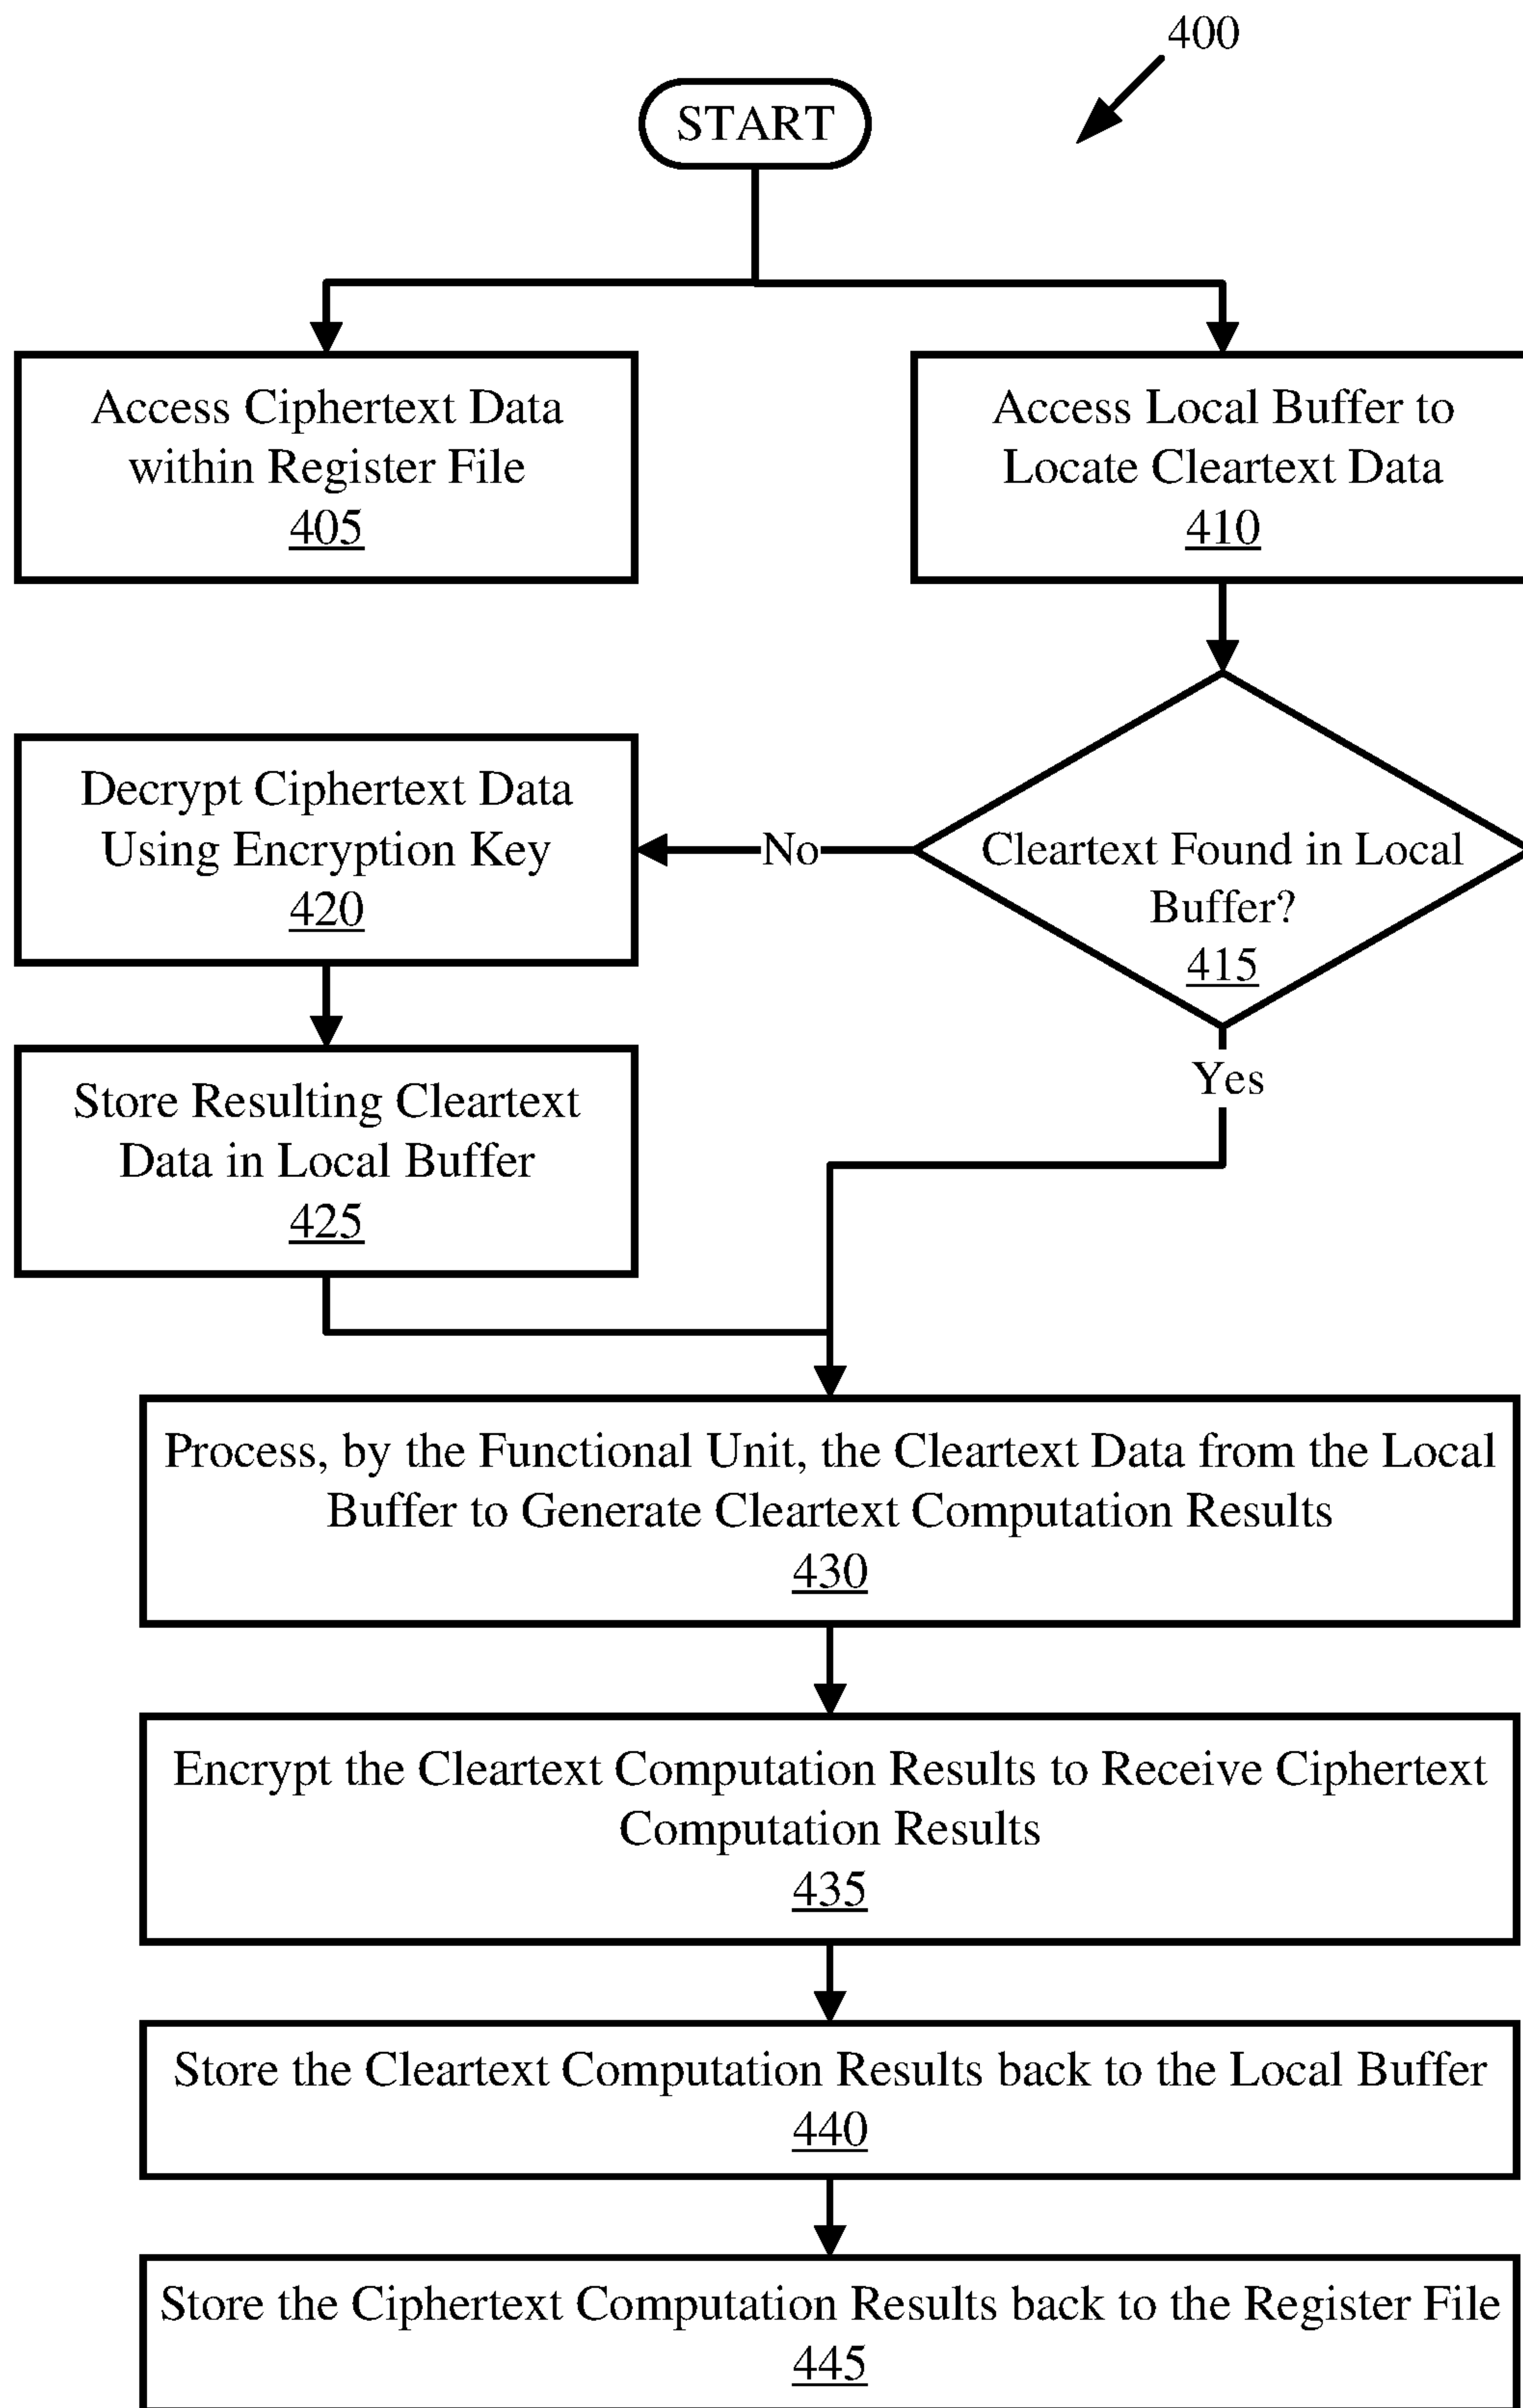 400
START
Access Ciphertext Data
within Register File
405
Access Local Buffer to
Locate Cleartext Data
410
Cleartext Found in Local
Buffer?
415
No
Yes
Decrypt Ciphertext Data
Using Encryption Key
420
Store Resulting Cleartext
Data in Local Buffer
425
Process, by the Functional Unit, the Cleartext Data from the Local
Buffer to Generate Cleartext Computation Results
430
Encrypt the Cleartext Computation Results to Receive Ciphertext
Computation Results
435
Store the Cleartext Computation Results back to the Local Buffer
440
Store the Ciphertext Computation Results back to the Register File
445